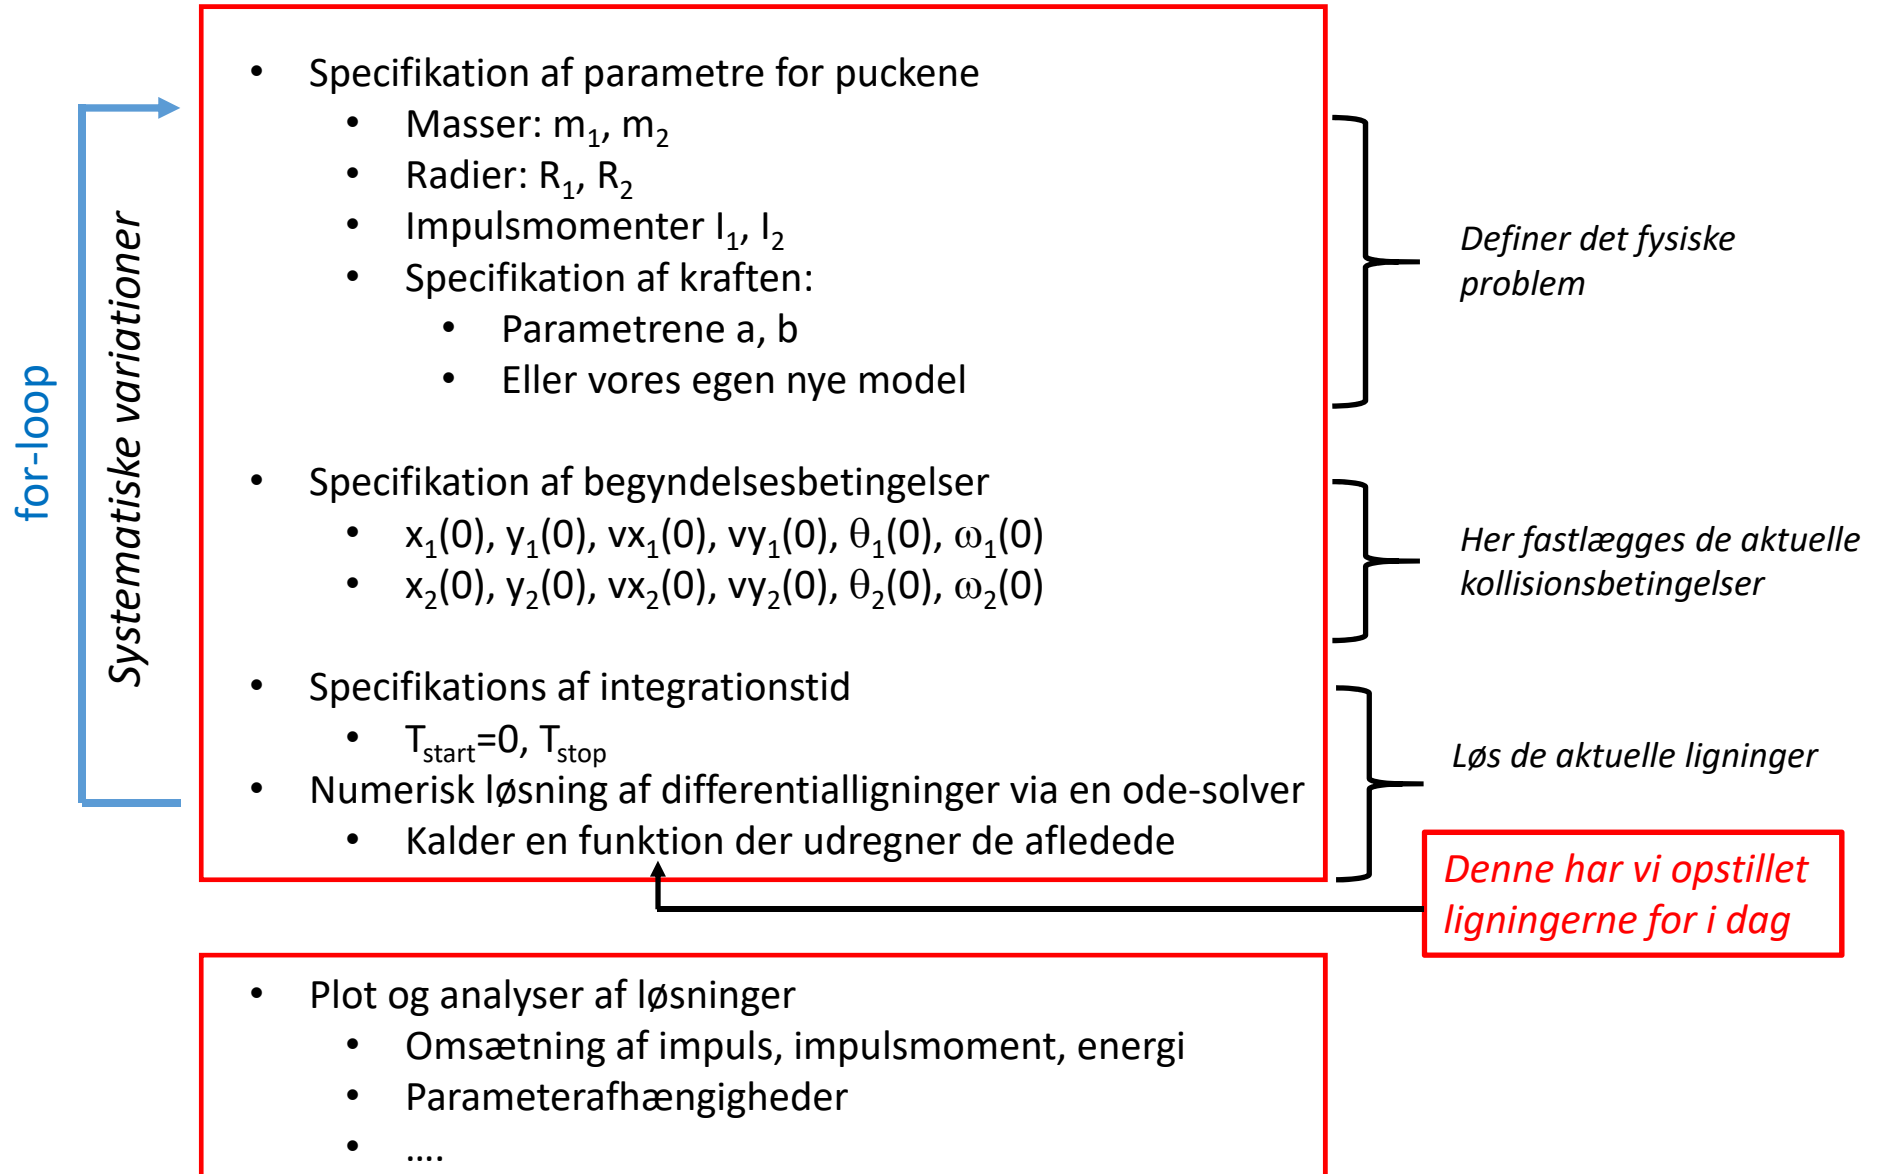 for-loop
Systematiske variationer
• Specifikation af parametre for puckene
• Masser: m₁, m₂
• Radier: R₁, R₂
• Impulsmomenter I₁, I₂
• Specifikation af kraften:
• Parametrene a, b
• Eller vores egen nye model
Definer det fysiske
problem
• Specifikation af begyndelsesbetingelser
• x₁(0), y₁(0), vx₁(0), vy₁(0), θ₁(0), ω₁(0)
• x₂(0), y₂(0), vx₂(0), vy₂(0), θ₂(0), ω₂(0)
Her fastlægges de aktuelle
kollisionsbetingelser
• Specifikations af integrationstid
• T_start=0, T_stop
• Numerisk løsning af differentialligninger via en ode-solver
• Kalder en funktion der udregner de afledede
Løs de aktuelle ligninger
Denne har vi opstillet
ligningerne for i dag
• Plot og analyser af løsninger
• Omsætning af impuls, impulsmoment, energi
• Parameterafhængigheder
• ....